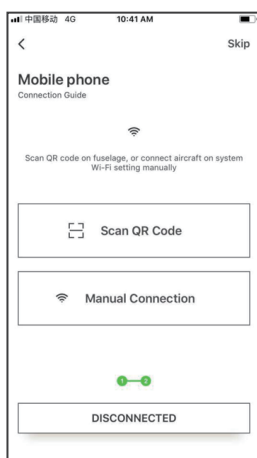 中国移动 4G 10:41 AM
Skip
Mobile phone
Connection Guide
Scan QR code on fuselage, or connect aircraft on system
Wi-Fi setting manually
Scan QR Code
Manual Connection
1 2
DISCONNECTED